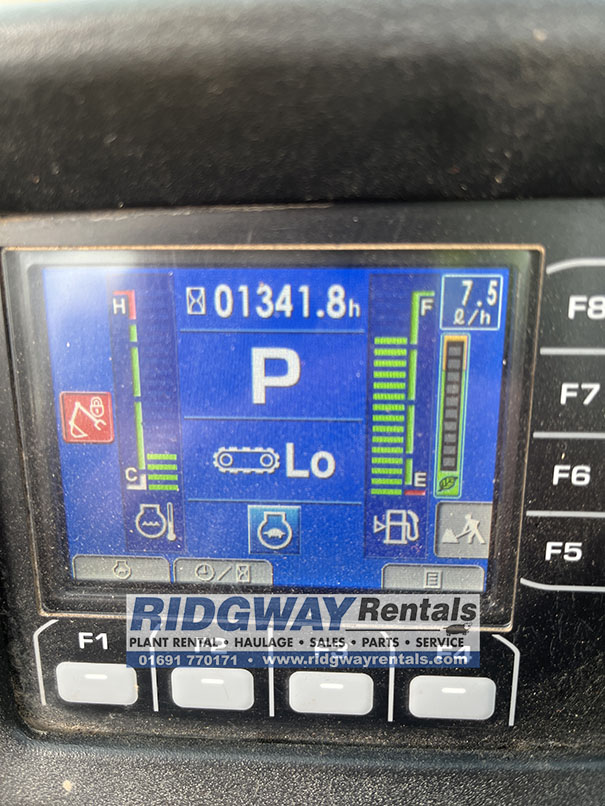 H
01341.8h
F
7.5
ℓ/h
F8
P
F7
C
Lo
E
F6
F5
RIDGWAY Rentals
PLANT RENTAL • HAULAGE • SALES • PARTS • SERVICE
01691 770171 • www.ridgwayrentals.com
F1